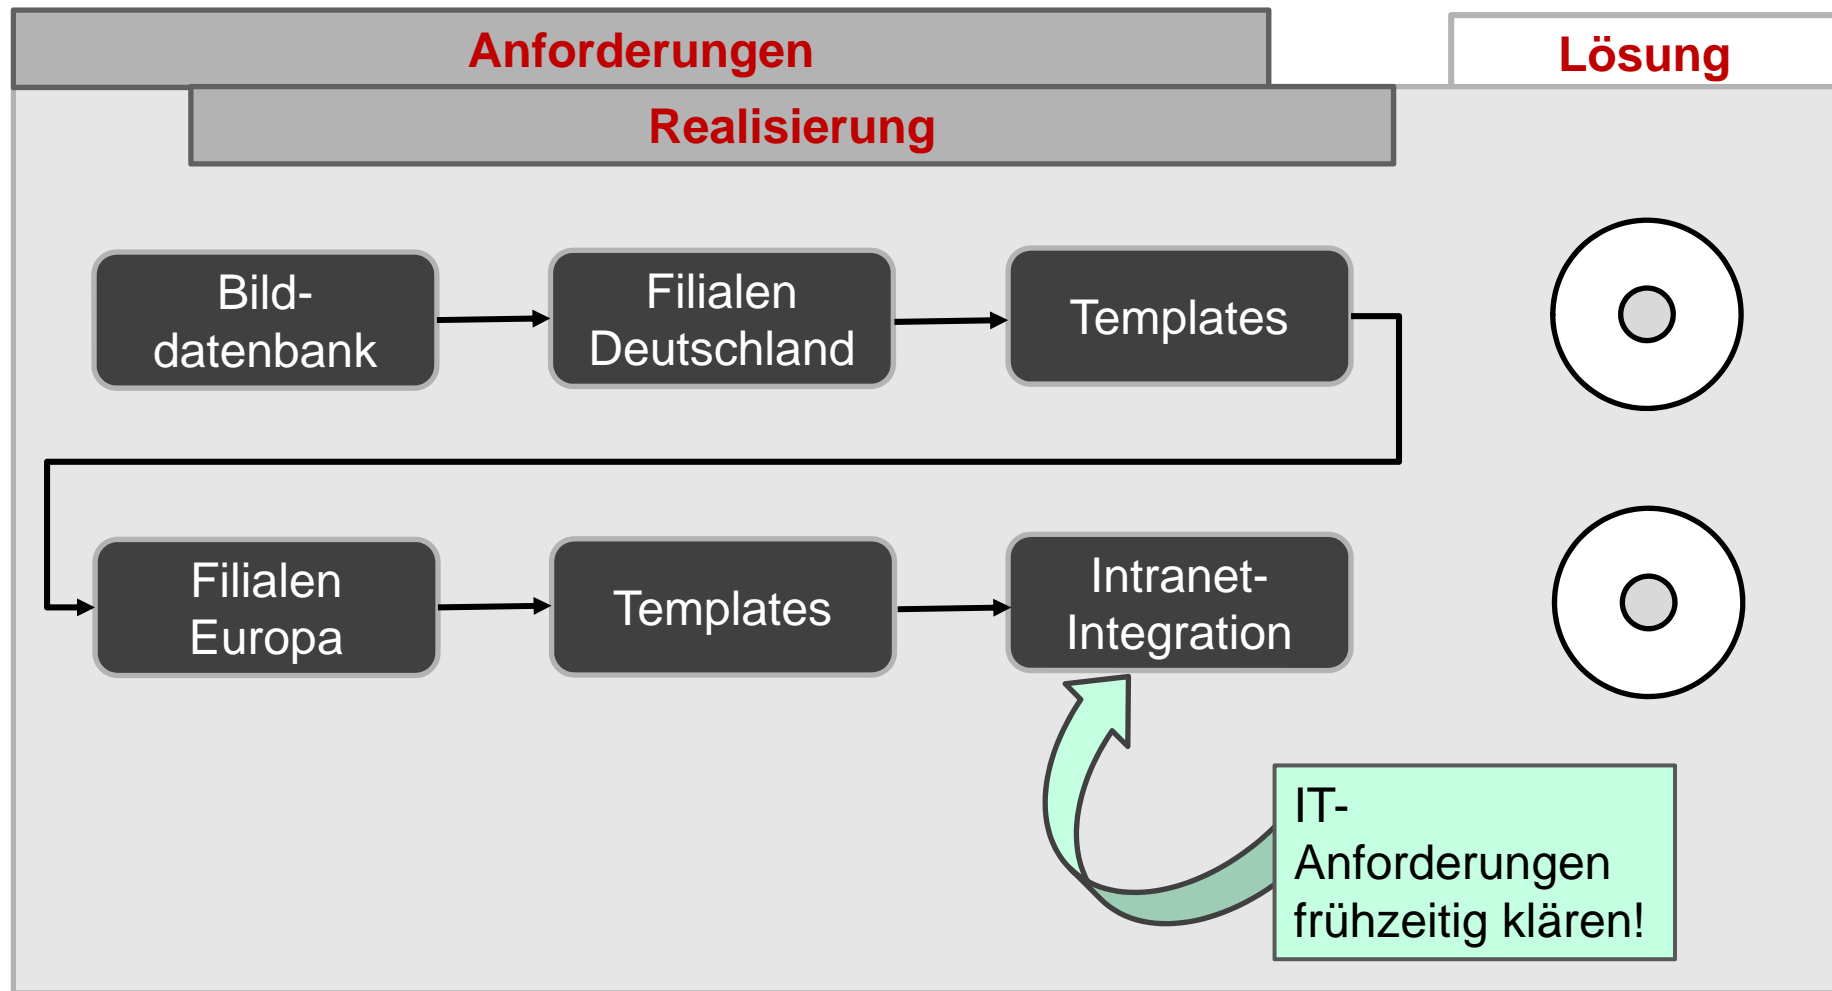 Anforderungen
Lösung
Realisierung
Bild-
datenbank
Filialen
Deutschland
Templates
Filialen
Europa
Templates
Intranet-
Integration
IT-
Anforderungen
frühzeitig klären!